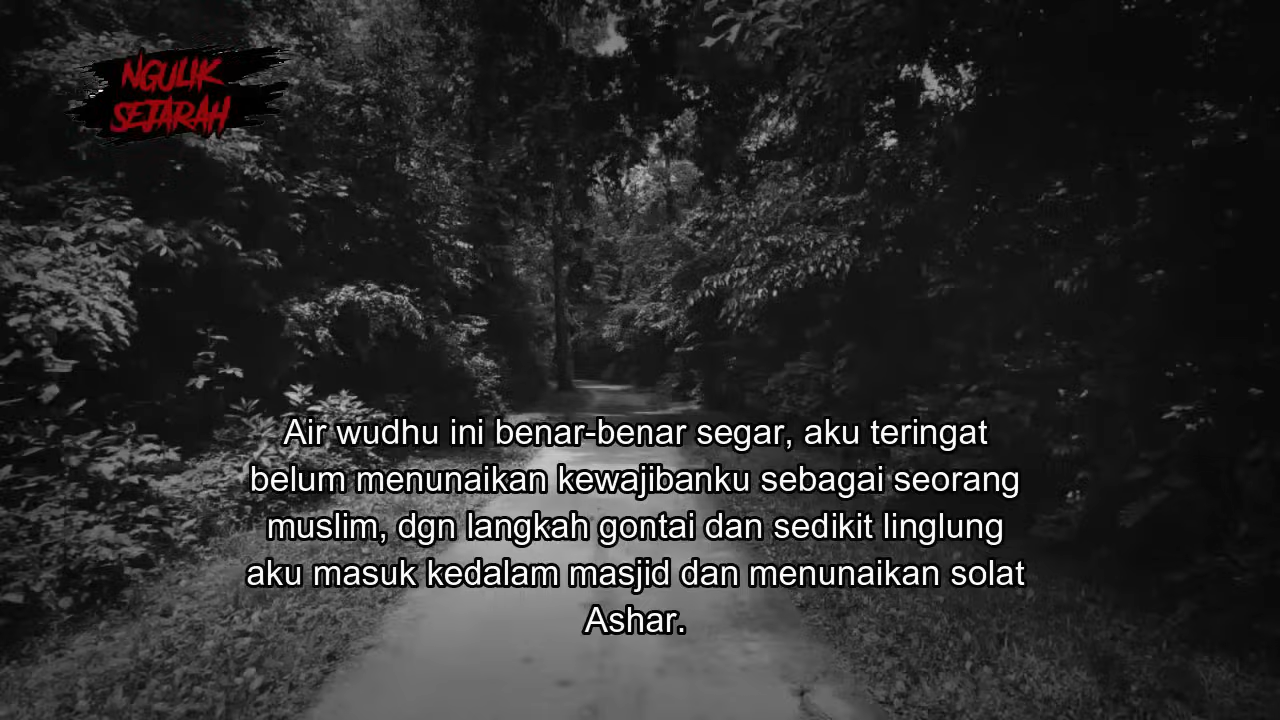 NGULIK
SEJARAH
Air wudhu ini benar-benar segar, aku teringat
belum menunaikan kewajibanku sebagai seorang
muslim, dgn langkah gontai dan sedikit linglung
aku masuk kedalam masjid dan menunaikan solat
Ashar.